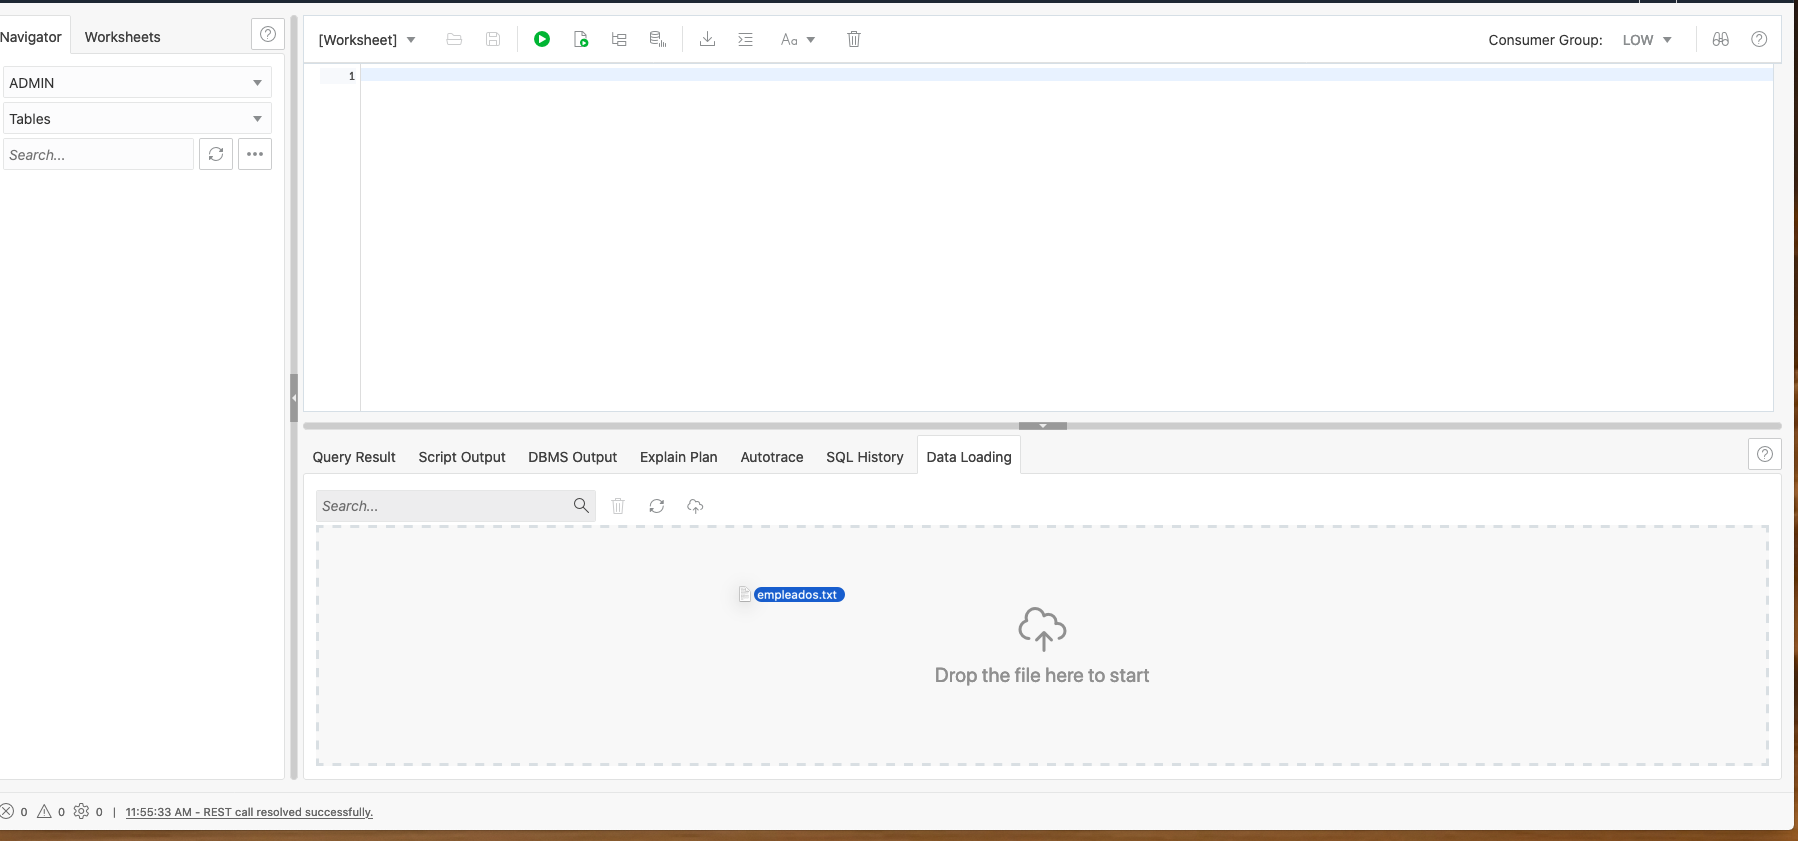 Navigator Worksheets
ADMIN
Tables
Search...
[Worksheet] Aa Consumer Group: LOW
1
Query Result Script Output DBMS Output Explain Plan Autotrace SQL History Data Loading
Search...
empleados.txt
Drop the file here to start
0 0 0 | 11:55:33 AM - REST call resolved successfully.